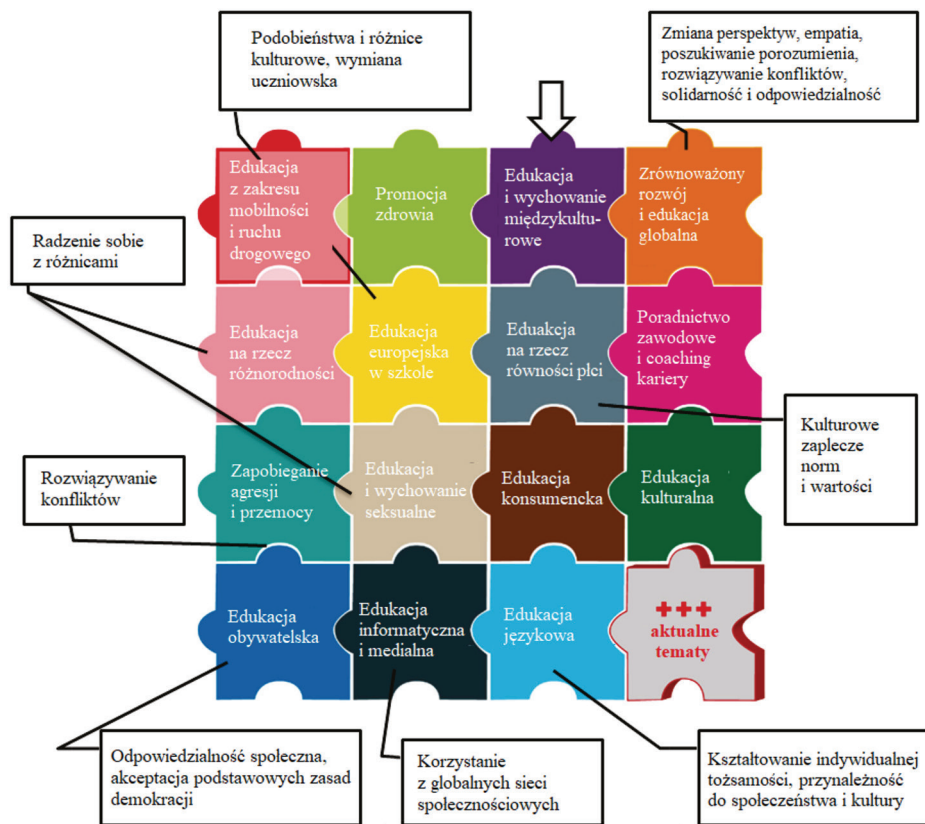 Podobieństwa i różnice
kulturowe, wymiana
uczniowska
Zmiana perspektyw, empatia,
poszukiwanie porozumienia,
rozwiązywanie konfliktów,
solidarność i odpowiedzialność
Edukacja
z zakresu
mobilności
i ruchu
drogowego
Promocja
zdrowia
Edukacja
i wychowanie
międzykultu-
rowe
Zrównoważony
rozwój
i edukacja
globalna
Radzenie sobie
z różnicami
Edukacja
na rzecz
różnorodności
Edukacja
europejska
w szkole
Eduakcja
na rzecz
równości płci
Poradnictwo
zawodowe
i coaching
kariery
Kulturowe
zaplecze
norm
i wartości
Rozwiązywanie
konfliktów
Zapobieganie
agresji
i przemocy
Edukacja
i wychowanie
seksualne
Edukacja
konsumencka
Edukacja
kulturalna
Edukacja
obywatelska
Edukacja
informatyczna
i medialna
Edukacja
językowa
+++
aktualne
tematy
Odpowiedzialność społeczna,
akceptacja podstawowych zasad
demokracji
Korzystanie
z globalnych sieci
społecznościowych
Kształtowanie indywidualnej
tożsamości, przynależność
do społeczeństwa i kultury